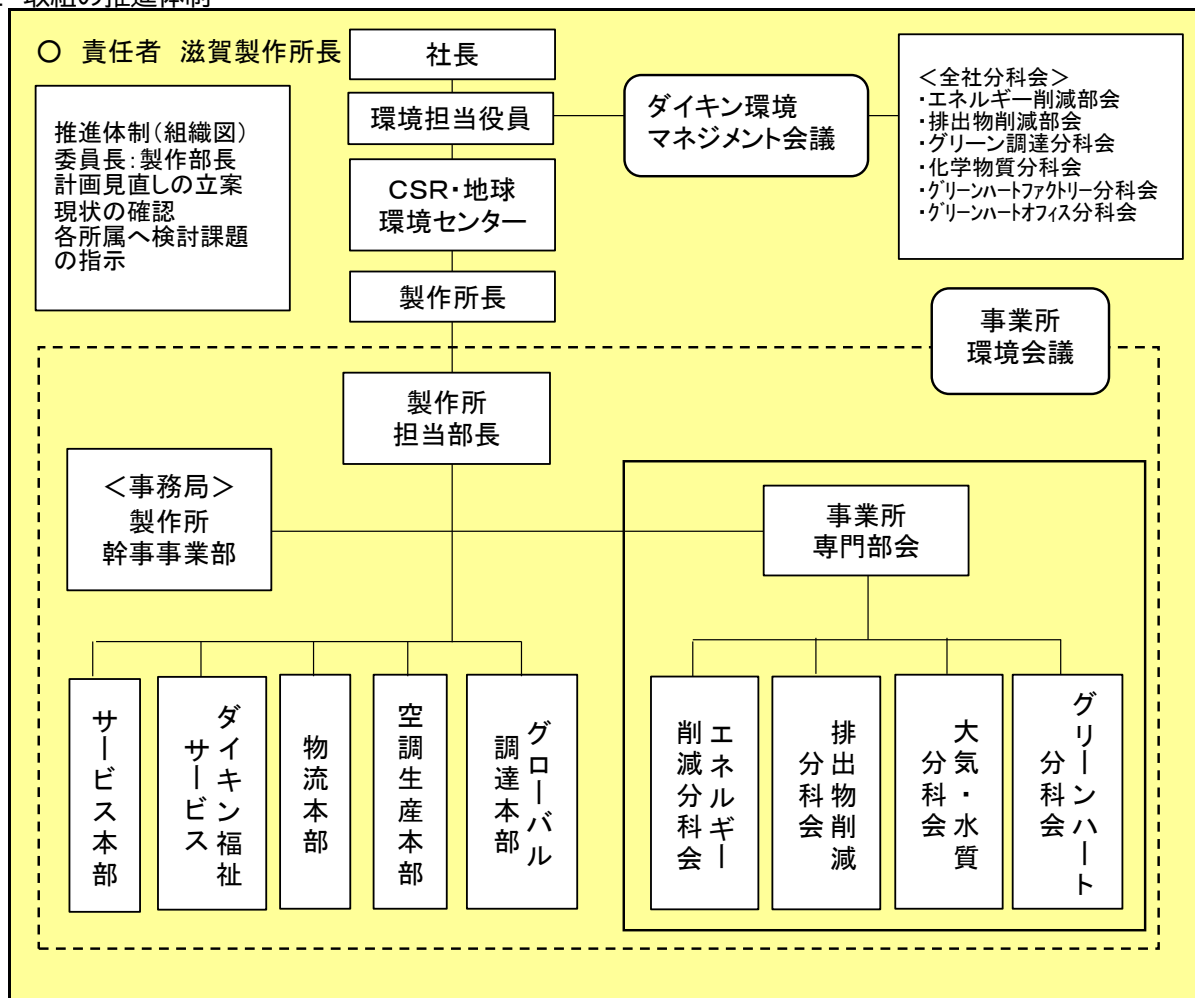 取組の推進体制
○ 責任者 滋賀製作所長
社長
推進体制(組織図)
委員長:製作部長
計画見直しの立案
現状の確認
各所属へ検討課題
の指示
環境担当役員
ダイキン環境
マネジメント会議
<全社分科会>
・エネルギー削減部会
・排出物削減部会
・グリーン調達分科会
・化学物質分科会
・グリーンハートファクトリー分科会
・グリーンハートオフィス分科会
CSR・地球
環境センター
製作所長
事業所
環境会議
製作所
担当部長
<事務局>
製作所
幹事事業部
事業所
専門部会
サービス本部
ダイキン福祉
サービス
物流本部
空調生産本部
グローバル
調達本部
エネルギー
削減分科会
排出物削減
分科会
大気・水質
分科会
グリーンハート
分科会